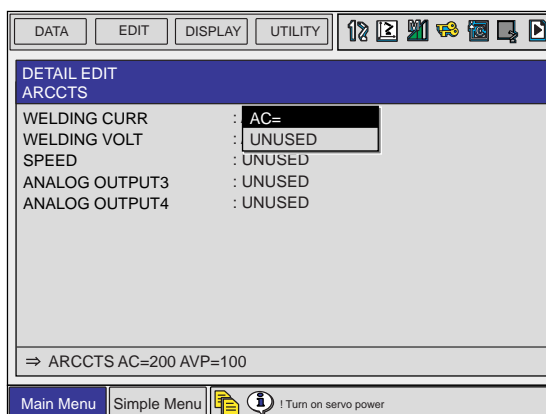 DATA EDIT DISPLAY UTILITY
DETAIL EDIT
ARCCTS
WELDING CURR : AC=
WELDING VOLT : UNUSED
SPEED : UNUSED
ANALOG OUTPUT3 : UNUSED
ANALOG OUTPUT4 : UNUSED
⇒ ARCCTS AC=200 AVP=100
Main Menu Simple Menu ! Turn on servo power